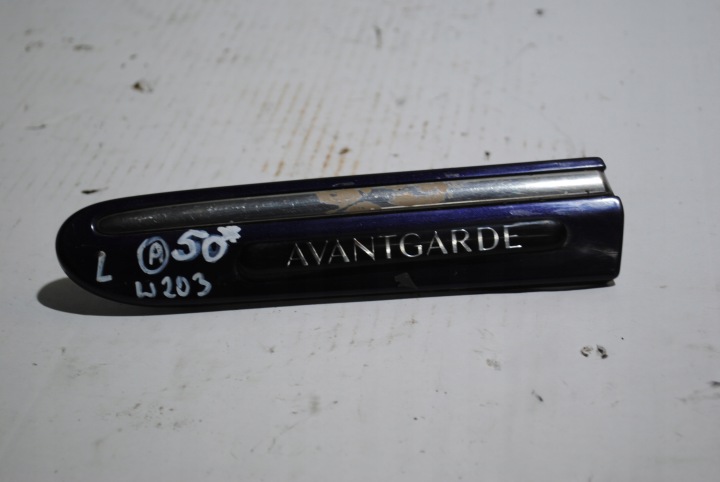 L Ⓐ 50*
W203
AVANTGARDE